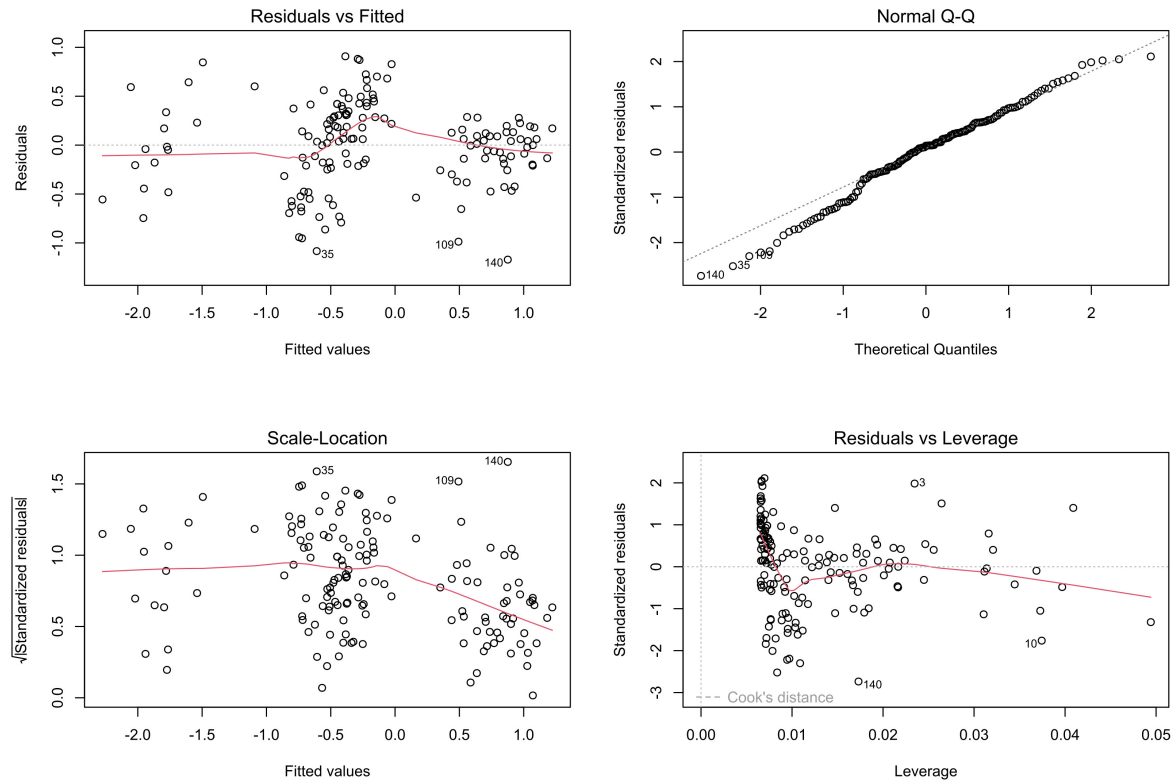 Residuals vs Fitted
Residuals
1.0
0.5
0.0
-0.5
-1.0
35
109
140
-2.0 -1.5 -1.0 -0.5 0.0 0.5 1.0
Fitted values
Normal Q-Q
Standardized residuals
2
1
0
-1
-2
109
35
140
-2 -1 0 1 2
Theoretical Quantiles
Scale-Location
√|Standardized residuals|
1.5
1.0
0.5
0.0
140
109
35
-2.0 -1.5 -1.0 -0.5 0.0 0.5 1.0
Fitted values
Residuals vs Leverage
Standardized residuals
2
1
0
-1
-2
-3
3
10
140
Cook's distance
0.00 0.01 0.02 0.03 0.04 0.05
Leverage